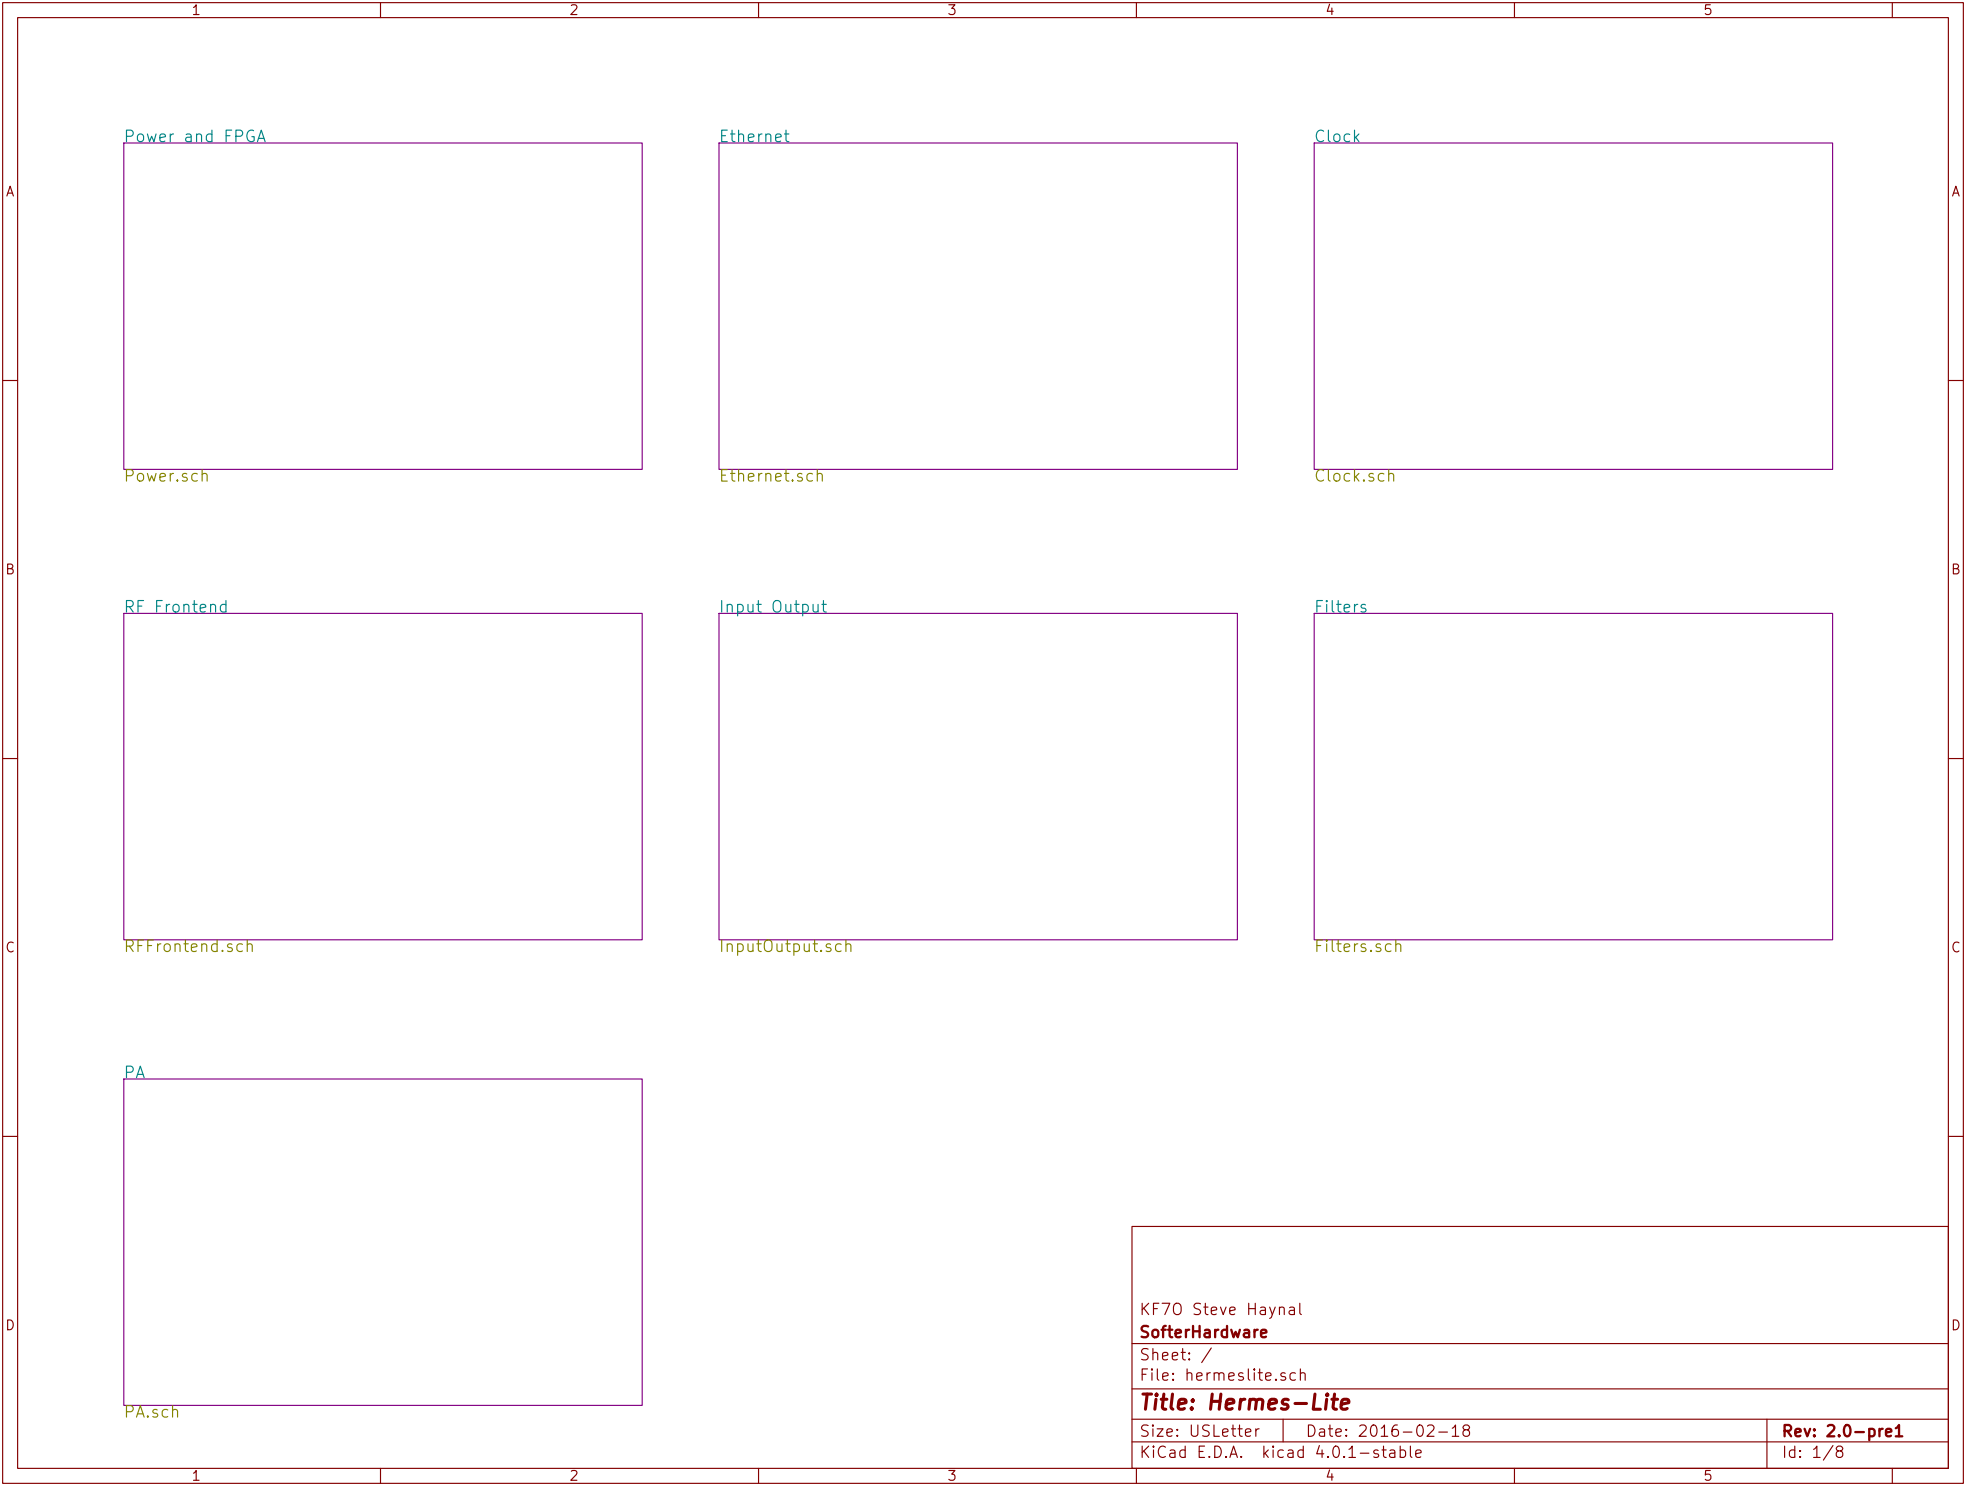 1 2 3 4 5
Power and FPGA
Ethernet
Clock
A A
Power.sch
Ethernet.sch
Clock.sch
B B
RF Frontend
Input Output
Filters
RFFrontend.sch
InputOutput.sch
Filters.sch
C C
PA
PA.sch
D D
KF7O Steve Haynal
SofterHardware
Sheet: /
File: hermeslite.sch
Title: Hermes-Lite
Size: USLetter
Date: 2016-02-18
Rev: 2.0-pre1
KiCad E.D.A. kicad 4.0.1-stable
Id: 1/8
1 2 3 4 5